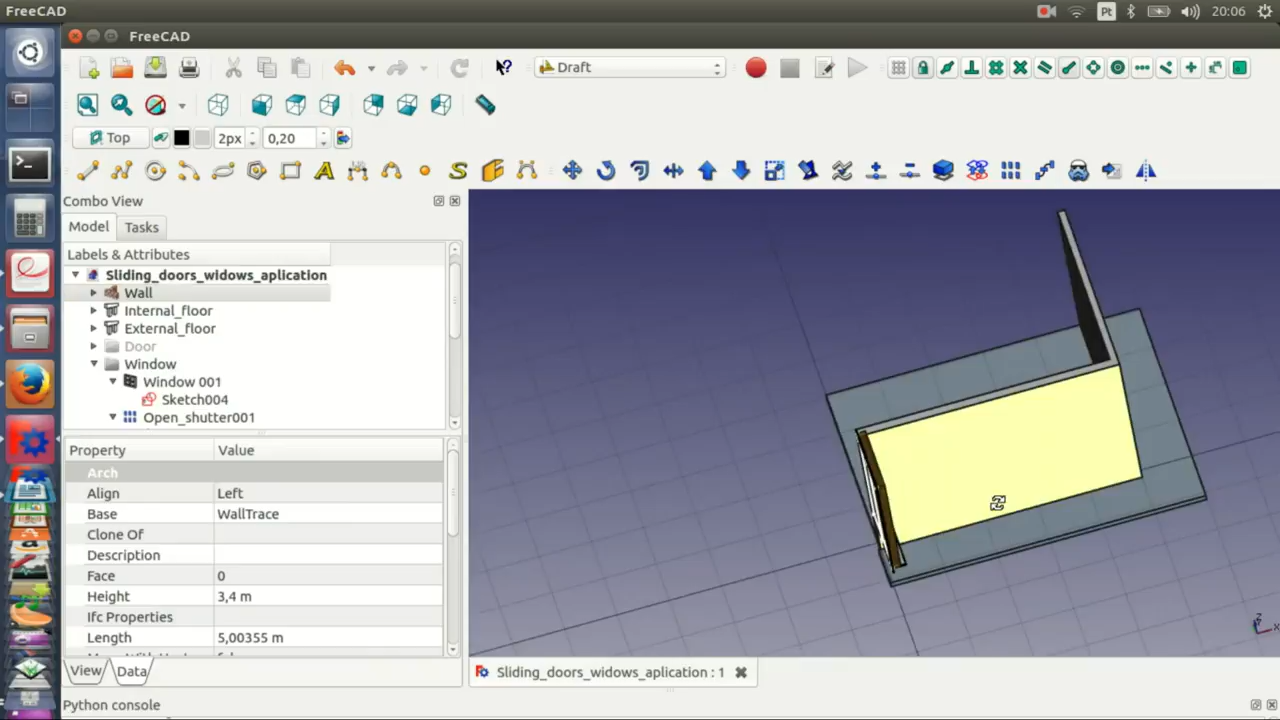 FreeCAD
Pt
20:06
FreeCAD
Draft
Top
2px
0,20
Combo View
Model
Tasks
Labels & Attributes
Sliding_doors_widows_aplication
Wall
Internal_floor
External_floor
Door
Window
Window 001
Sketch004
Open_shutter001
Property
Value
Arch
Align
Left
Base
WallTrace
Clone Of
Description
Face
0
Height
3,4 m
Ifc Properties
Length
5,00355 m
View
Data
Sliding_doors_widows_aplication : 1
Python console